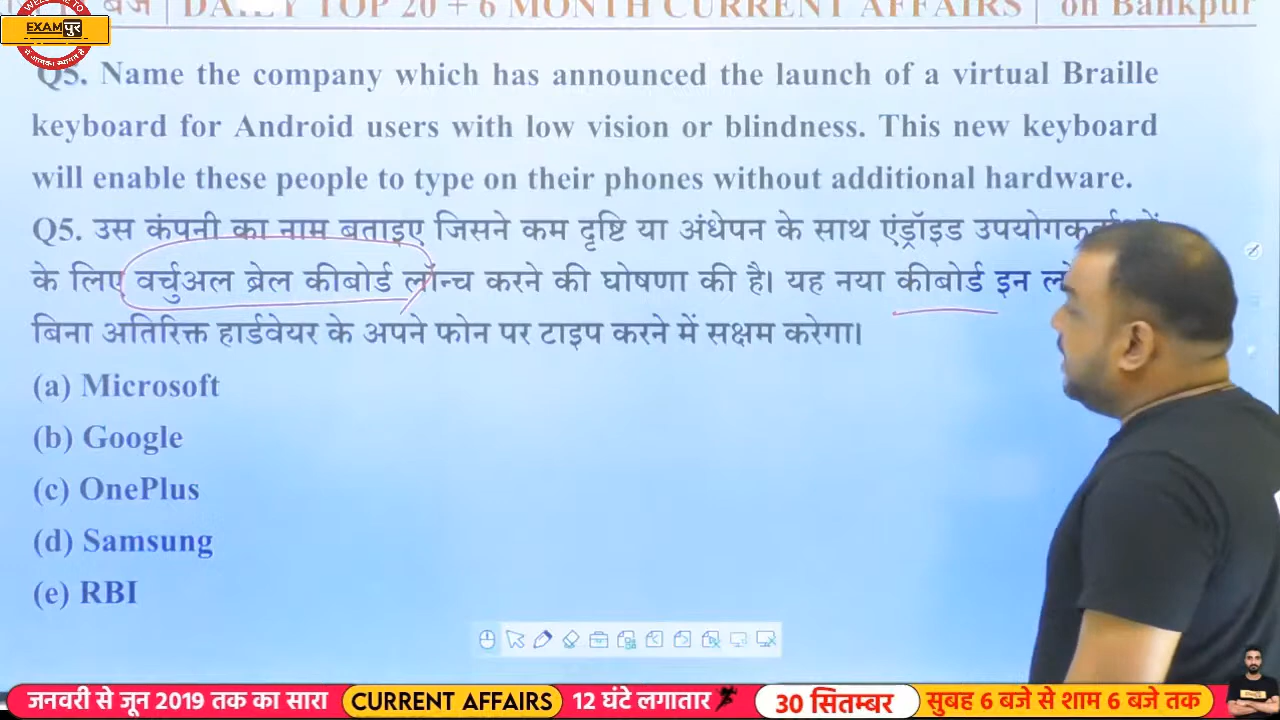 बजे | DAILY TOP 20 + 6 MONTH CURRENT AFFAIRS | on Bankpur
EXAM पुर
Q5. Name the company which has announced the launch of a virtual Braille
keyboard for Android users with low vision or blindness. This new keyboard
will enable these people to type on their phones without additional hardware.
Q5. उस कंपनी का नाम बताइए जिसने कम दृष्टि या अंधेपन के साथ एंड्रॉइड
के लिए वर्चुअल ब्रेल कीबोर्ड लॉन्च करने की घोषणा की है। यह नया कीबोर्ड इन
बिना अतिरिक्त हार्डवेयर के अपने फोन पर टाइप करने में सक्षम करेगा।
(a) Microsoft
(b) Google
(c) OnePlus
(d) Samsung
(e) RBI
जनवरी से जून 2019 तक का सारा CURRENT AFFAIRS 12 घंटे लगातार 30 सितम्बर सुबह 6 बजे से शाम 6 बजे तक